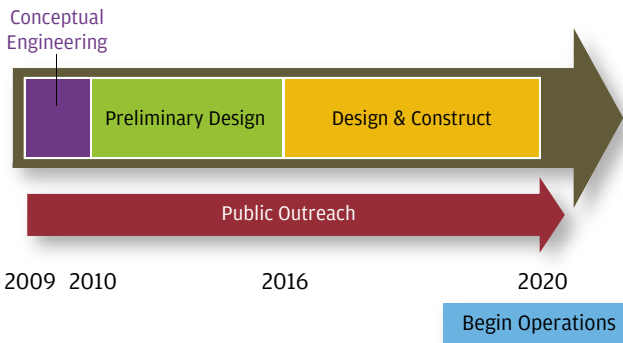 Conceptual
Engineering
Preliminary Design
Design & Construct
Public Outreach
2009 2010 2016 2020
Begin Operations